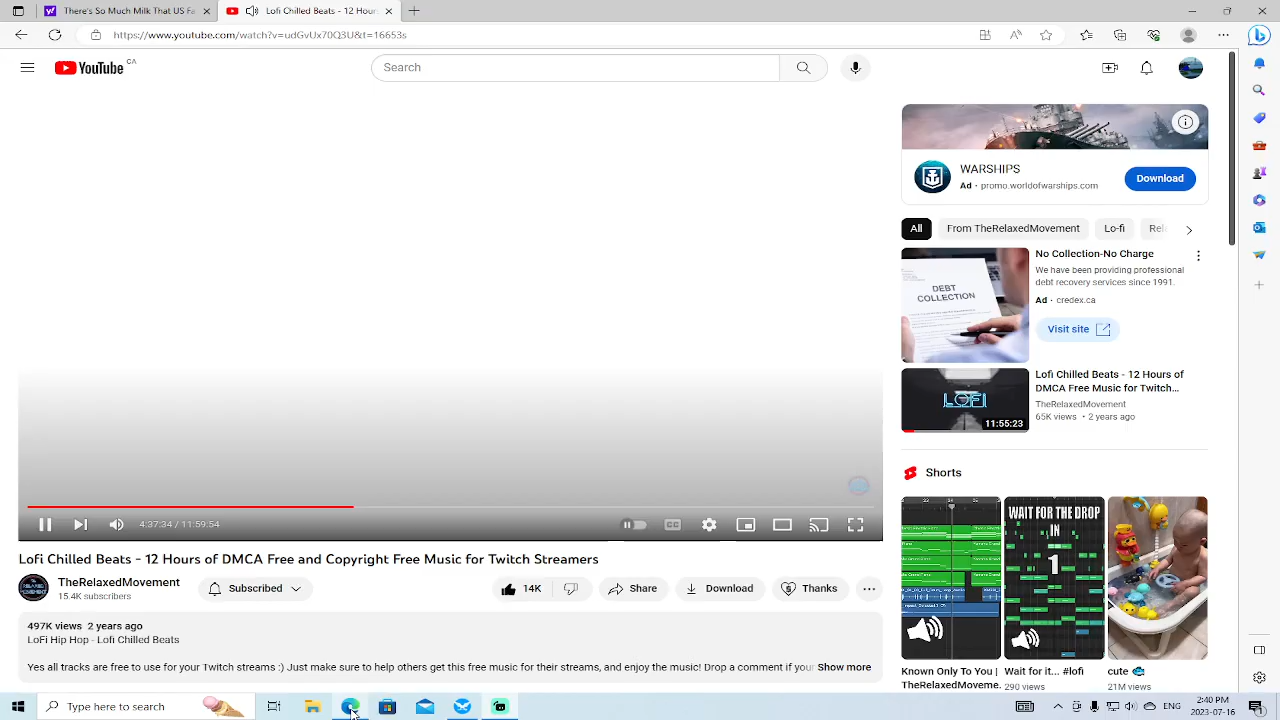 There's So Much Milk That US Fa
Lofi Chilled Beats - 12 Hours
https://www.youtube.com/watch?v=udGvUx70Q3U&t=16653s
YouTube CA
Search
WARSHIPS
Ad · promo.worldofwarships.com
Download
All
From TheRelaxedMovement
Lo-fi
Rela
DEBT
COLLECTION
No Collection-No Charge
We have been providing professional
debt recovery services since 1991.
Ad · credex.ca
Visit site
LOFI
11:55:23
Lofi Chilled Beats - 12 Hours of
DMCA Free Music for Twitch...
TheRelaxedMovement
65K views • 2 years ago
Shorts
4:37:34 / 11:59:54
CC
Lofi Chilled Beats - 12 Hours of DMCA Free and Copyright Free Music for Twitch Streamers
TheRelaxedMovement
15.4K subscribers
Subscribed
14K
Share
Download
Thanks
497K views 2 years ago
LoFi Hip Hop - Lofi Chilled Beats
Yes all tracks are free to use for your Twitch streams :) Just make sure to help others get this free music for their streams, and enjoy the music! Drop a comment if your Show more
WAIT FOR THE DROP
IN
1
Known Only To You |
TheRelaxedMoveme...
Wait for it... #lofi
290 views
cute
21M views
Type here to search
ENG
2:40 PM
2023-07-16